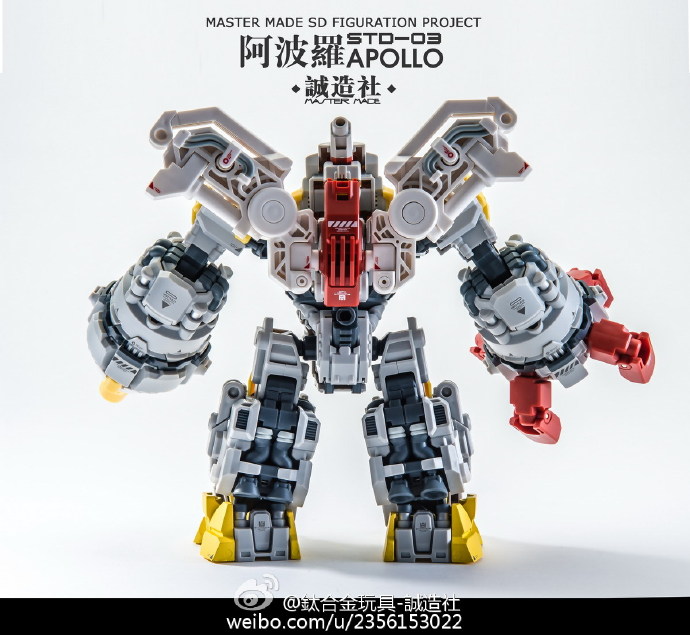 MASTER MADE SD FIGURATION PROJECT
阿波羅 STD-03 APOLLO
誠造社
MASTER MADE
@鈦合金玩具-誠造社
weibo.com/u/2356153022